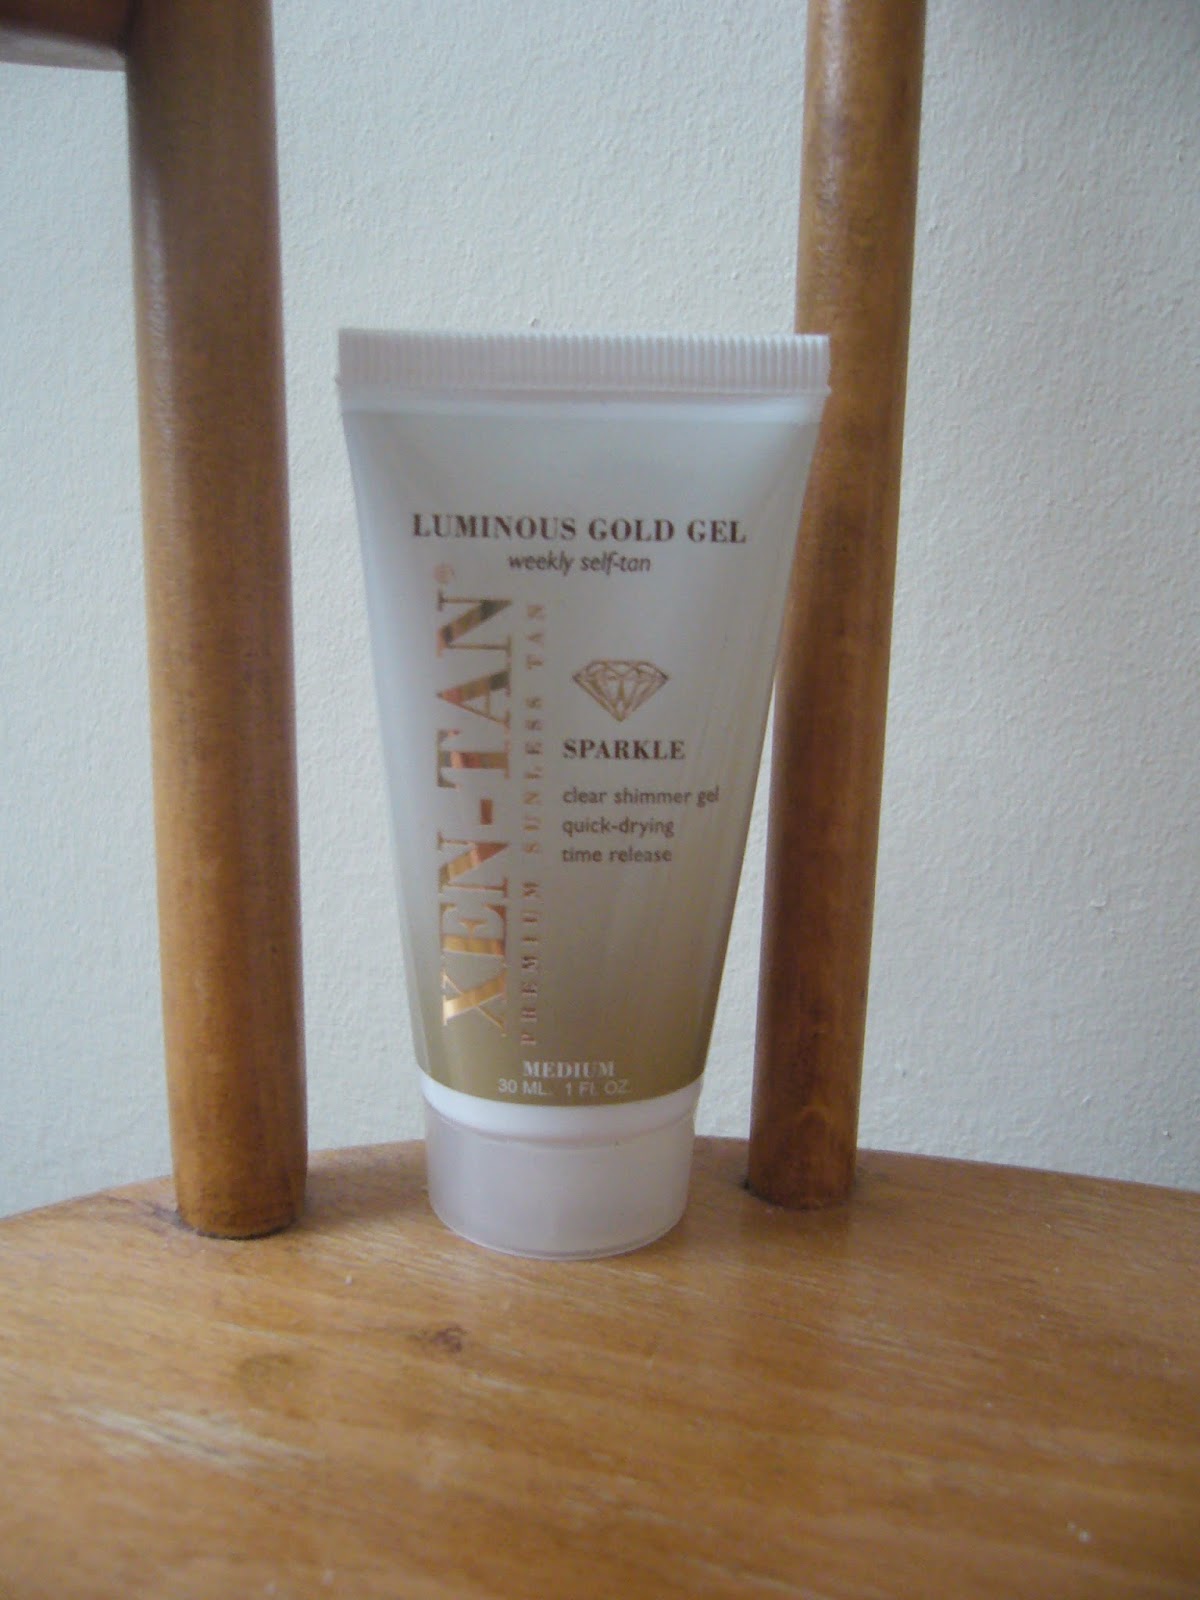 LUMINOUS GOLD GEL
weekly self-tan
XEN-TAN®
PREMIUM SUNLESS TAN
SPARKLE
clear shimmer gel
quick-drying
time release
MEDIUM
30 ML. 1 Fl. OZ.